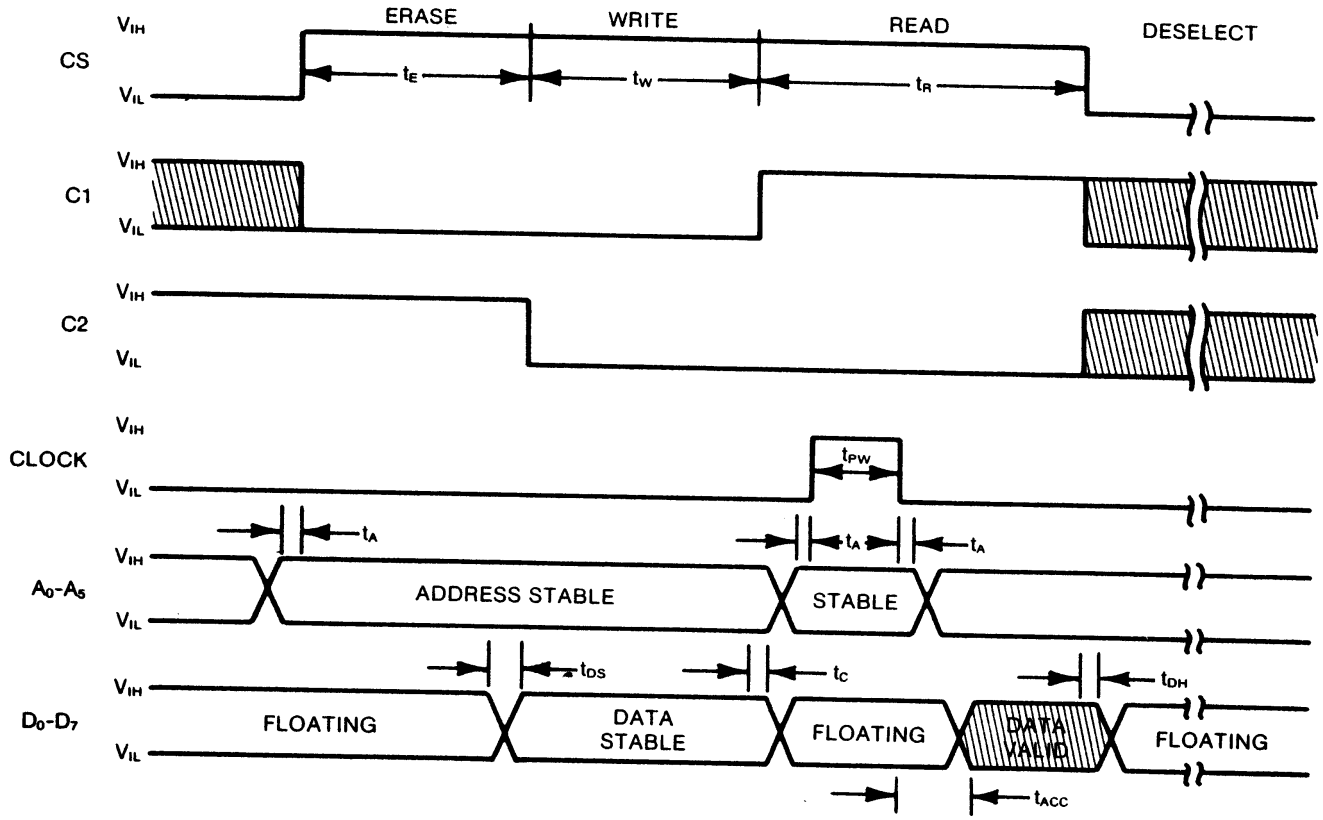 ERASE WRITE READ DESELECT
VIH
CS
tE tW tR
VIL
VIH
C1
VIL
VIH
C2
VIL
VIH
CLOCK
tPW
VIL
tA tA tA
VIH
A0-A5
ADDRESS STABLE STABLE
VIL
tDS tC tDH
VIH
D0-D7
FLOATING DATA STABLE FLOATING DATA VALID FLOATING
VIL
tACC